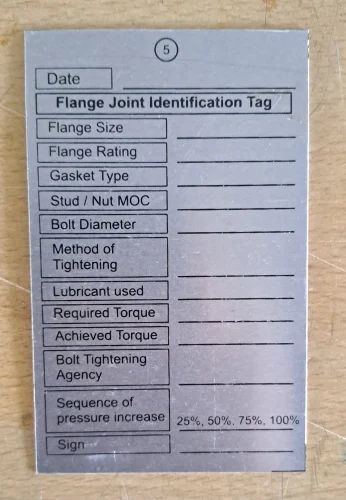 5
Date
Flange Joint Identification Tag
Flange Size
Flange Rating
Gasket Type
Stud / Nut MOC
Bolt Diameter
Method of
Tightening
Lubricant used
Required Torque
Achieved Torque
Bolt Tightening
Agency
Sequence of
pressure increase 25%, 50%, 75%, 100%
Sign